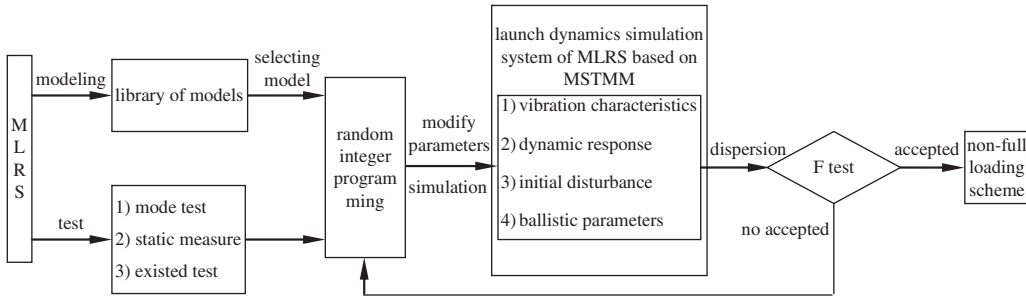 M
L
R
S
modeling
library of models
selecting
model
test
1) mode test
2) static measure
3) existed test
random
integer
program
ming
modify
parameters
simulation
launch dynamics simulation
system of MLRS based on
MSTMM
1) vibration characteristics
2) dynamic response
3) initial disturbance
4) ballistic parameters
dispersion
F test
accepted
non-full
loading
scheme
no accepted